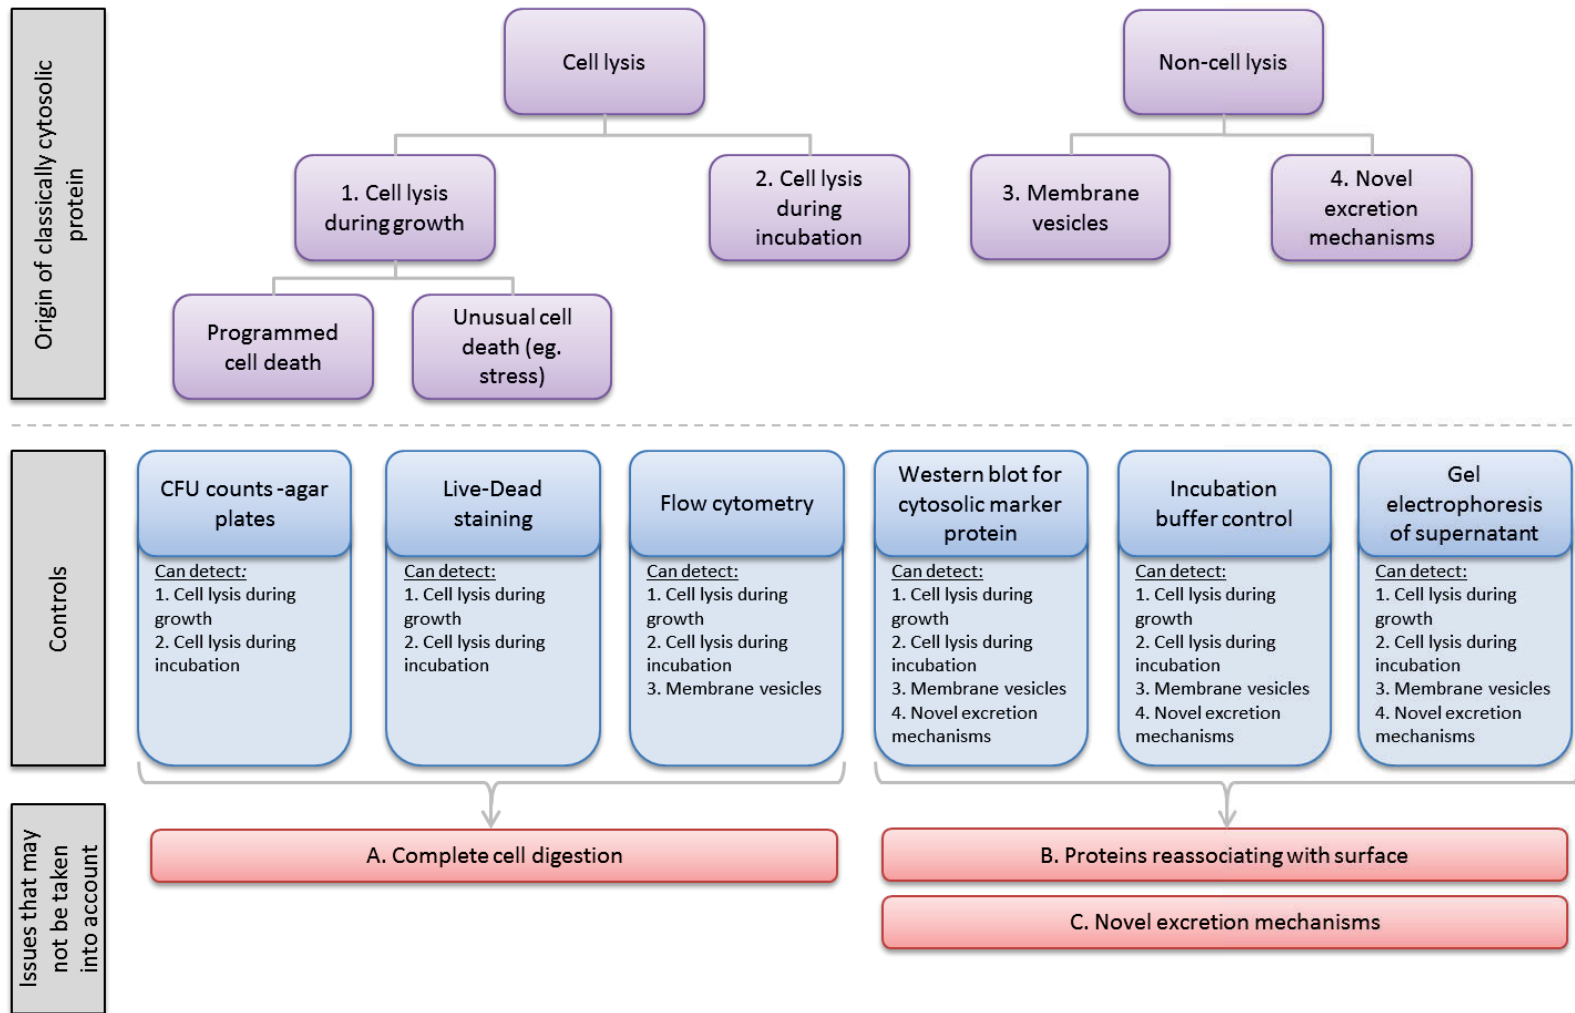 Origin of classically cytosolic
protein
Cell lysis
Non-cell lysis
1. Cell lysis
during growth
2. Cell lysis
during
incubation
3. Membrane
vesicles
4. Novel
excretion
mechanisms
Programmed
cell death
Unusual cell
death (eg.
stress)
Controls
CFU counts -agar
plates
Can detect:
1. Cell lysis during
growth
2. Cell lysis during
incubation
Live-Dead
staining
Can detect:
1. Cell lysis during
growth
2. Cell lysis during
incubation
Flow cytometry
Can detect:
1. Cell lysis during
growth
2. Cell lysis during
incubation
3. Membrane vesicles
Western blot for
cytosolic marker
protein
Can detect:
1. Cell lysis during
growth
2. Cell lysis during
incubation
3. Membrane vesicles
4. Novel excretion
mechanisms
Incubation
buffer control
Can detect:
1. Cell lysis during
growth
2. Cell lysis during
incubation
3. Membrane vesicles
4. Novel excretion
mechanisms
Gel
electrophoresis
of supernatant
Can detect:
1. Cell lysis during
growth
2. Cell lysis during
incubation
3. Membrane vesicles
4. Novel excretion
mechanisms
Issues that may
not be taken
into account
A. Complete cell digestion
B. Proteins reassociating with surface
C. Novel excretion mechanisms